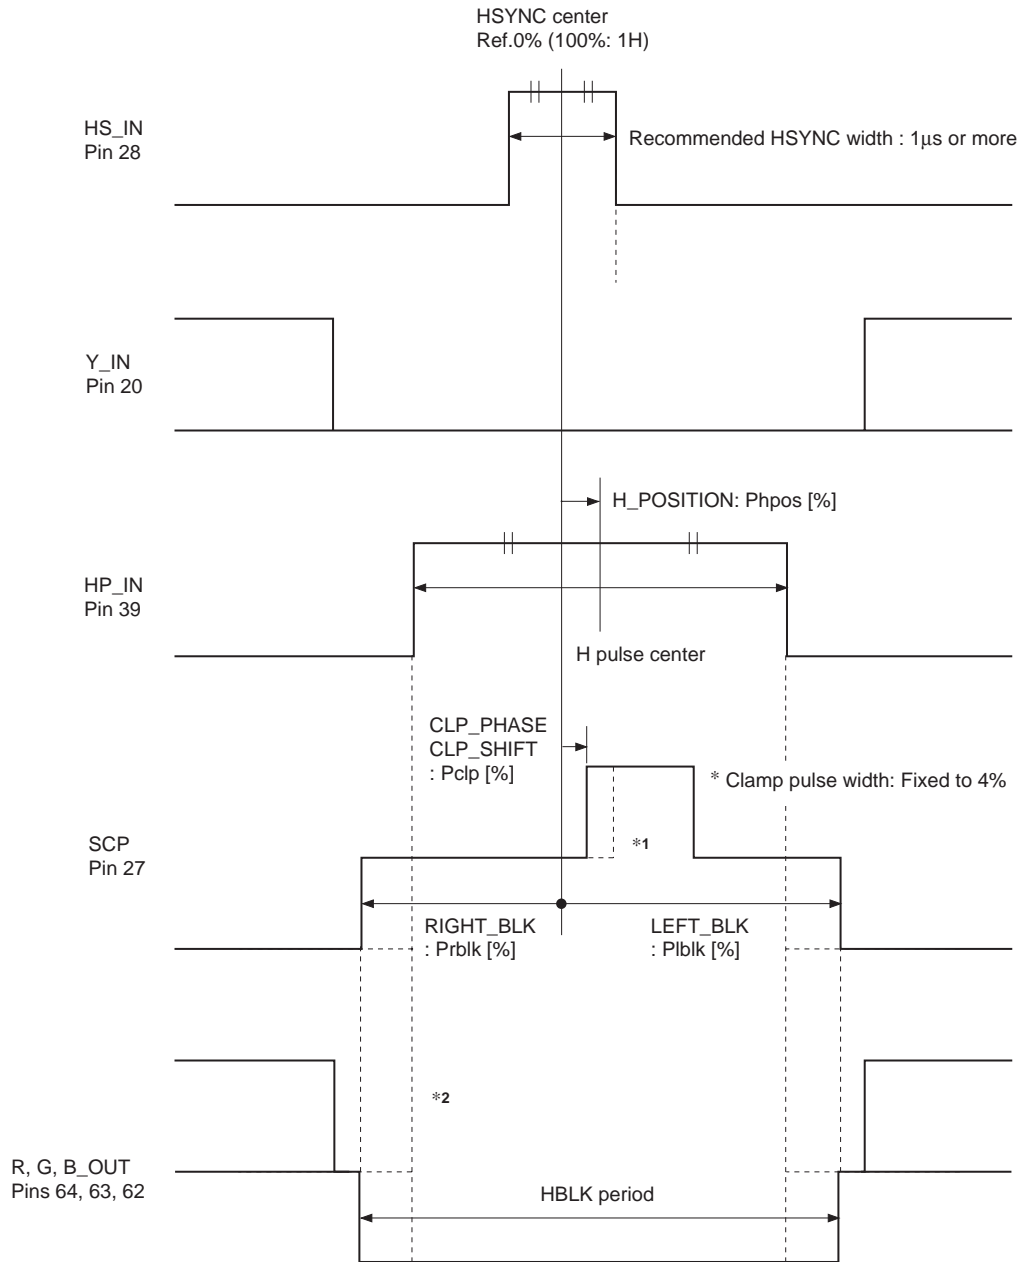 HSYNC center
Ref.0% (100%: 1H)
HS_IN
Pin 28
Recommended HSYNC width : 1µs or more
Y_IN
Pin 20
H_POSITION: Phpos [%]
HP_IN
Pin 39
H pulse center
CLP_PHASE
CLP_SHIFT
: Pclp [%]
* Clamp pulse width: Fixed to 4%
SCP
Pin 27
*1
RIGHT_BLK
: Prblk [%]
LEFT_BLK
: Plblk [%]
*2
R, G, B_OUT
Pins 64, 63, 62
HBLK period